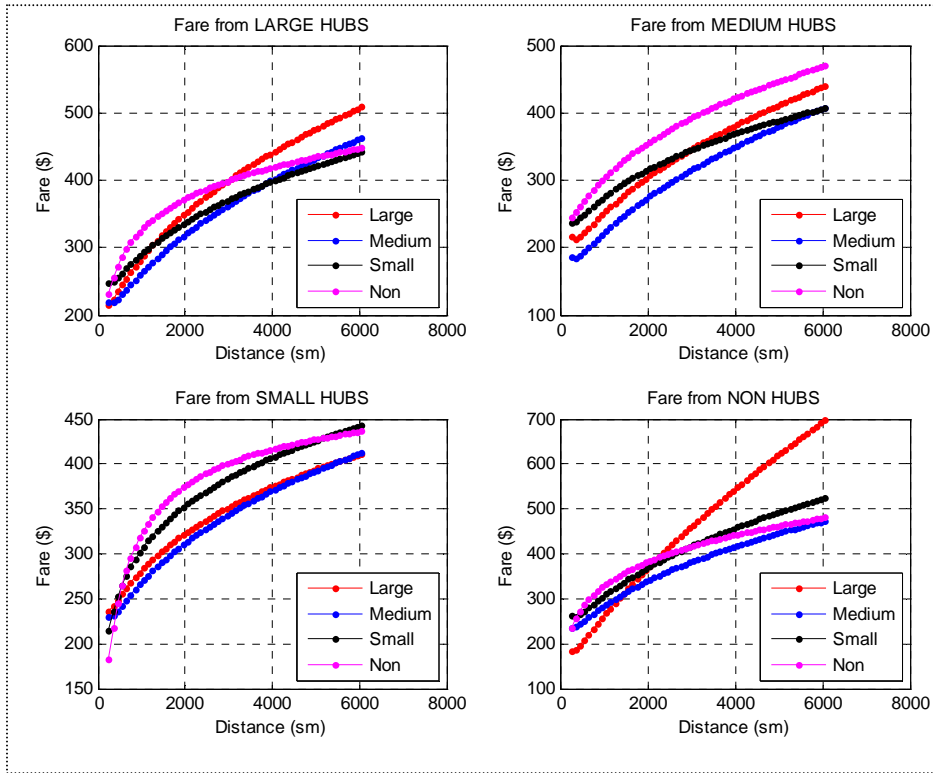 Fare from LARGE HUBS
600
500
400
300
200
Fare ($)
0
2000
4000
6000
8000
Distance (sm)
Large
Medium
Small
Non
Fare from MEDIUM HUBS
500
400
300
200
100
Fare ($)
0
2000
4000
6000
8000
Distance (sm)
Large
Medium
Small
Non
Fare from SMALL HUBS
450
400
350
300
250
200
150
Fare ($)
0
2000
4000
6000
8000
Distance (sm)
Large
Medium
Small
Non
Fare from NON HUBS
700
600
500
400
300
200
100
Fare ($)
0
2000
4000
6000
8000
Distance (sm)
Large
Medium
Small
Non